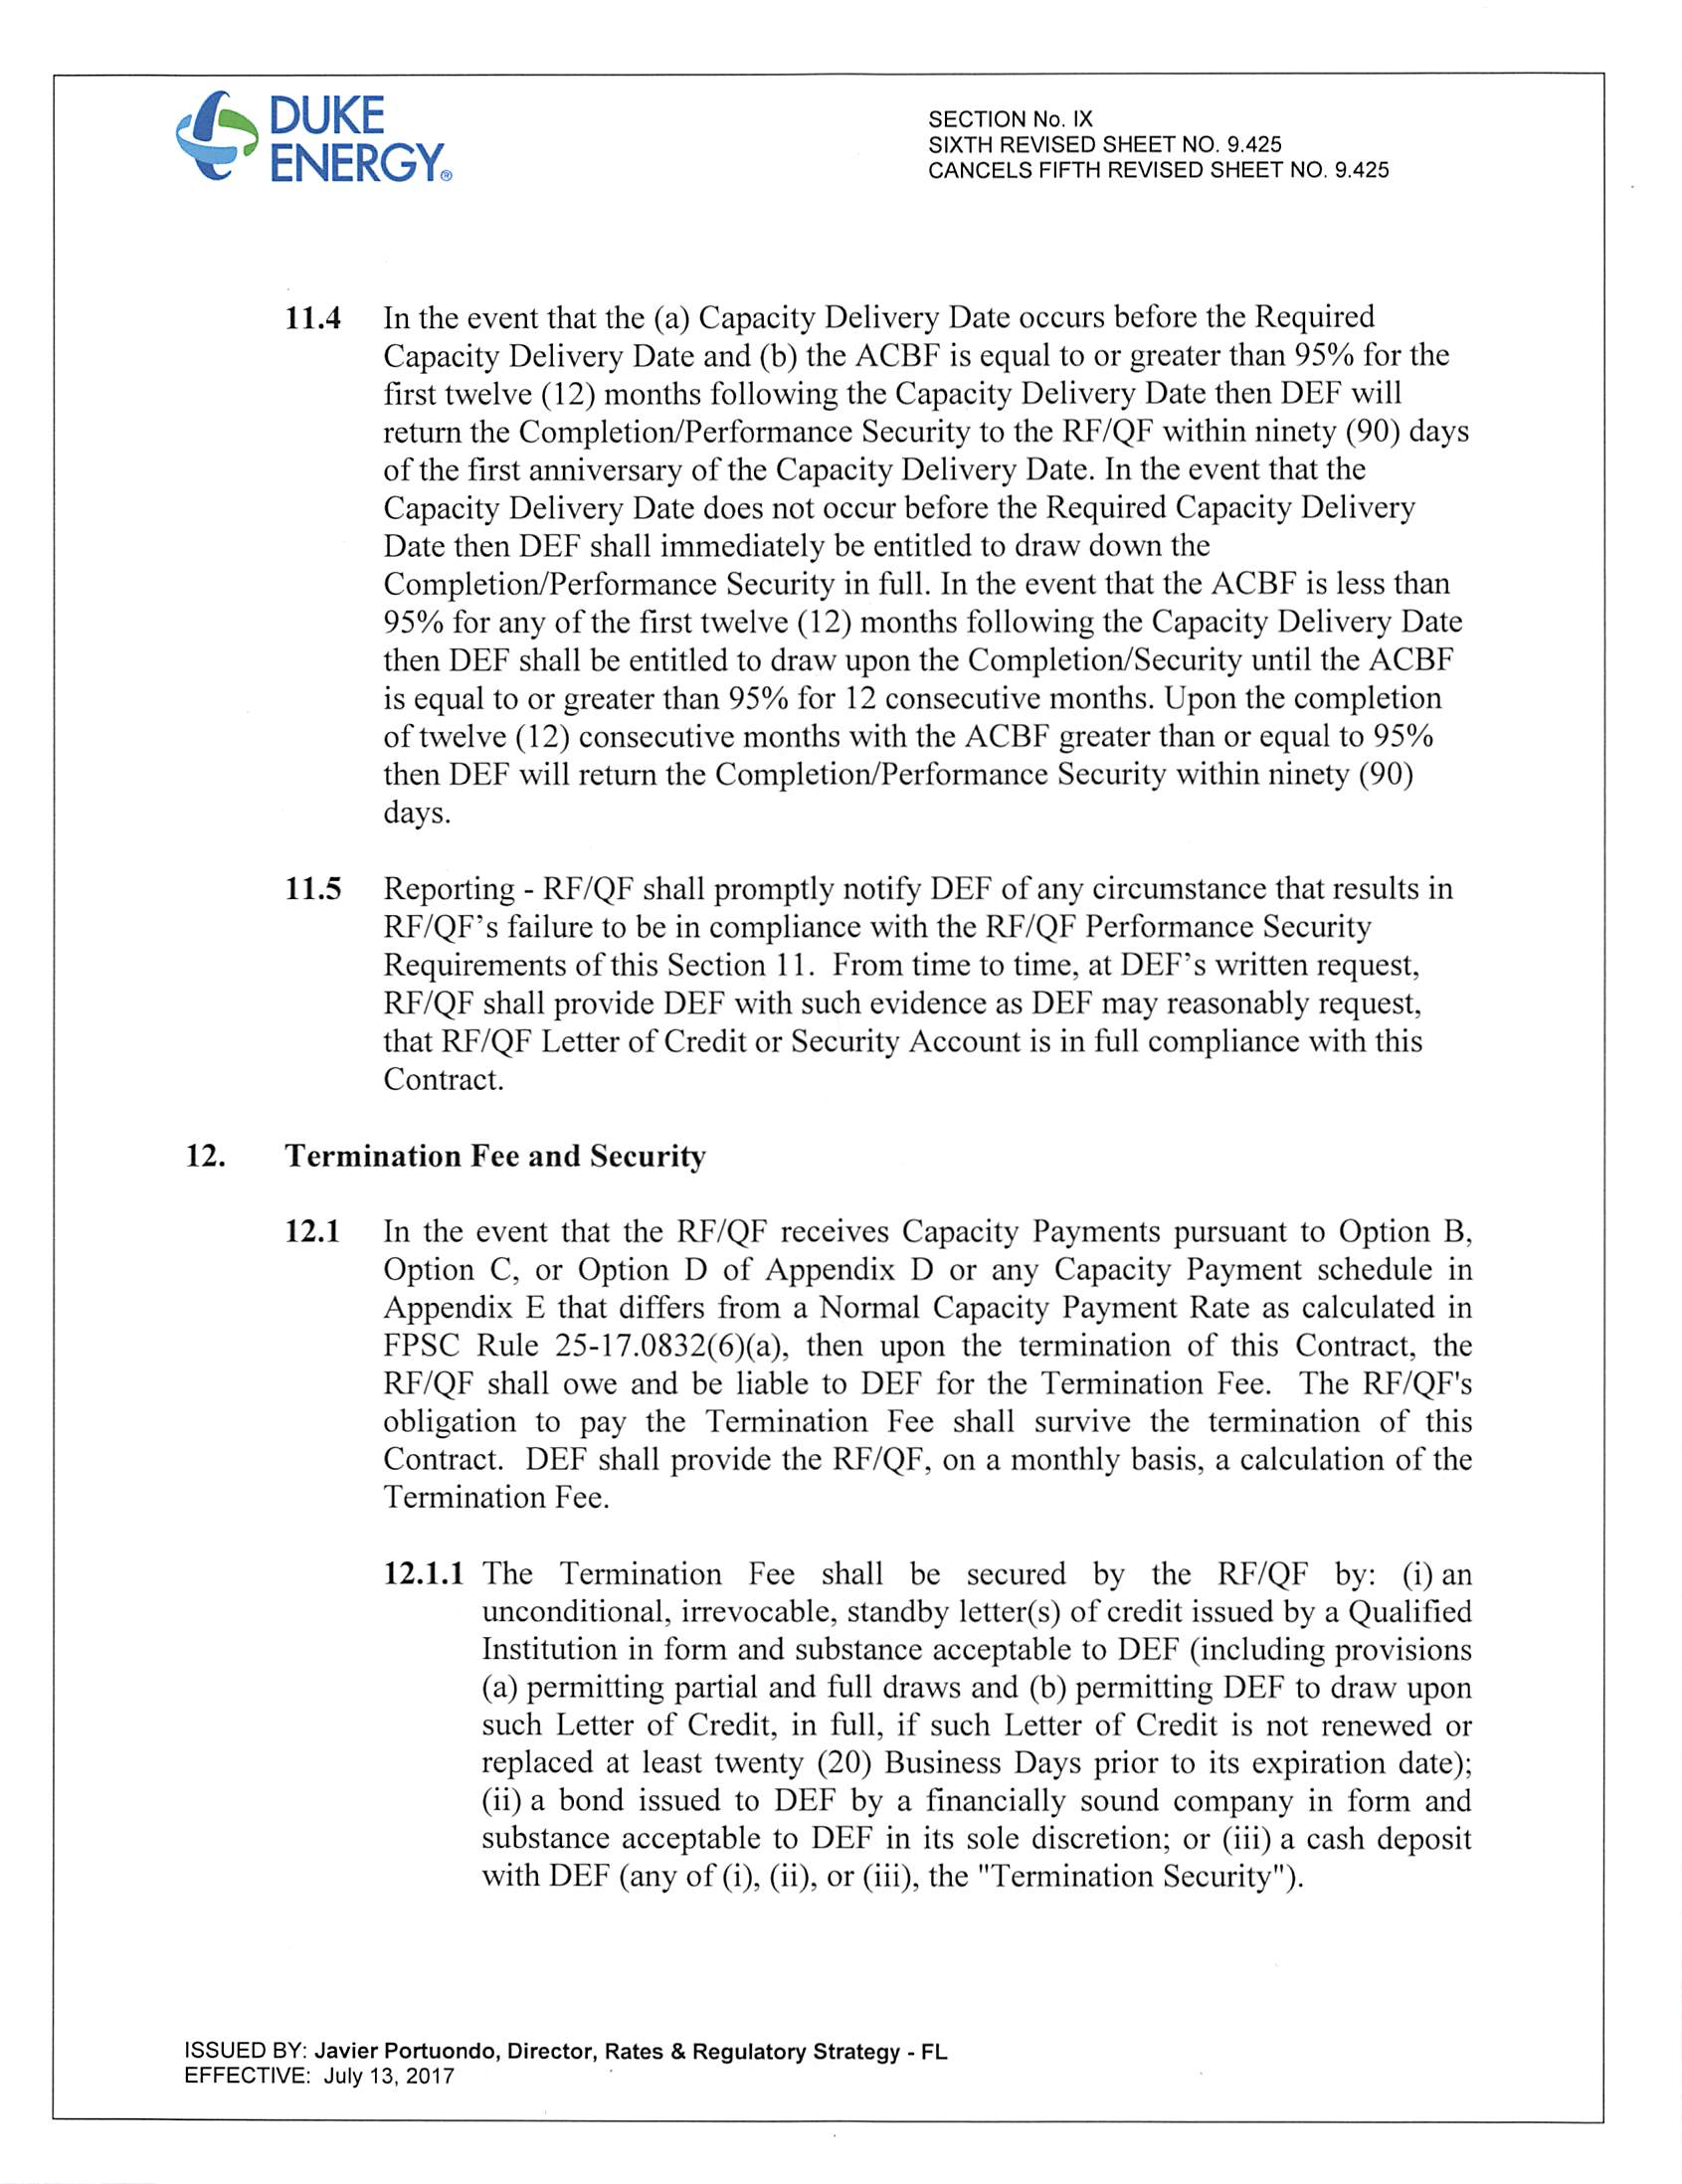 DUKE
ENERGY®
SECTION No. IX
SIXTH REVISED SHEET NO. 9.425
CANCELS FIFTH REVISED SHEET NO. 9.425
11.4 In the event that the (a) Capacity Delivery Date occurs before the Required
Capacity Delivery Date and (b) the ACBF is equal to or greater than 95% for the
first twelve (12) months following the Capacity Delivery Date then DEF will
return the Completion/Performance Security to the RF/QF within ninety (90) days
of the first anniversary of the Capacity Delivery Date. In the event that the
Capacity Delivery Date does not occur before the Required Capacity Delivery
Date then DEF shall immediately be entitled to draw down the
Completion/Performance Security in full. In the event that the ACBF is less than
95% for any of the first twelve (12) months following the Capacity Delivery Date
then DEF shall be entitled to draw upon the Completion/Security until the ACBF
is equal to or greater than 95% for 12 consecutive months. Upon the completion
of twelve (12) consecutive months with the ACBF greater than or equal to 95%
then DEF will return the Completion/Performance Security within ninety (90)
days.
11.5 Reporting - RF/QF shall promptly notify DEF of any circumstance that results in
RF/QF's failure to be in compliance with the RF/QF Performance Security
Requirements of this Section 11. From time to time, at DEF's written request,
RF/QF shall provide DEF with such evidence as DEF may reasonably request,
that RF/QF Letter of Credit or Security Account is in full compliance with this
Contract.
12. Termination Fee and Security
12.1 In the event that the RF/QF receives Capacity Payments pursuant to Option B,
Option C, or Option D of Appendix D or any Capacity Payment schedule in
Appendix E that differs from a Normal Capacity Payment Rate as calculated in
FPSC Rule 25-17.0832(6)(a), then upon the termination of this Contract, the
RF/QF shall owe and be liable to DEF for the Termination Fee. The RF/QF's
obligation to pay the Termination Fee shall survive the termination of this
Contract. DEF shall provide the RF/QF, on a monthly basis, a calculation of the
Termination Fee.
12.1.1 The Termination Fee shall be secured by the RF/QF by: (i) an
unconditional, irrevocable, standby letter(s) of credit issued by a Qualified
Institution in form and substance acceptable to DEF (including provisions
(a) permitting partial and full draws and (b) permitting DEF to draw upon
such Letter of Credit, in full, if such Letter of Credit is not renewed or
replaced at least twenty (20) Business Days prior to its expiration date);
(ii) a bond issued to DEF by a financially sound company in form and
substance acceptable to DEF in its sole discretion; or (iii) a cash deposit
with DEF (any of (i), (ii), or (iii), the "Termination Security").
ISSUED BY: Javier Portuondo, Director, Rates & Regulatory Strategy - FL
EFFECTIVE: July 13, 2017